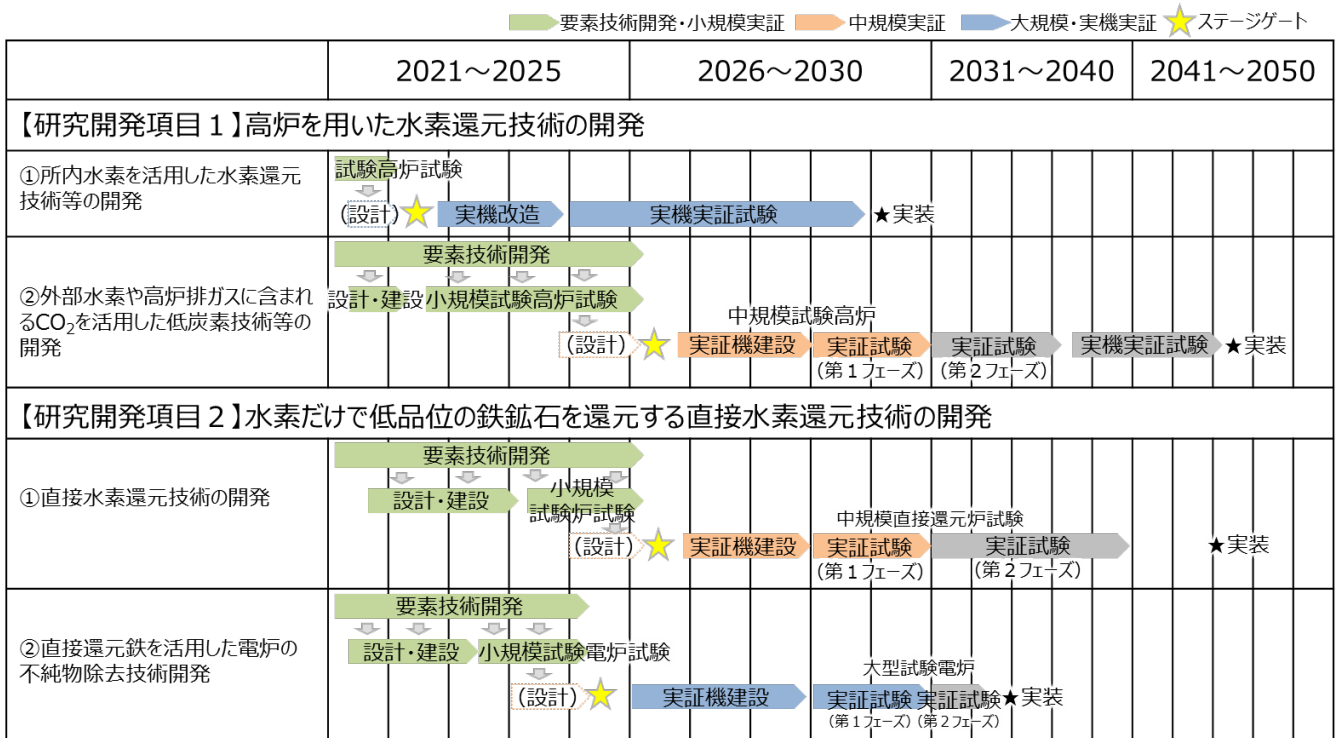 要素技術開発・小規模実証 中規模実証 大規模・実機実証 ステージゲート
2021～2025 2026～2030 2031～2040 2041～2050
【研究開発項目１】高炉を用いた水素還元技術の開発
①所内水素を活用した水素還元
技術等の開発
試験高炉試験
(設計) 実機改造 実機実証試験 ★実装
②外部水素や高炉排ガスに含まれ
るCO₂を活用した低炭素技術等の
開発
要素技術開発
設計・建設 小規模試験高炉試験
中規模試験高炉
(設計) 実証機建設 実証試験 実証試験 実機実証試験 ★実装
(第１フェーズ) (第２フェーズ)
【研究開発項目２】水素だけで低品位の鉄鉱石を還元する直接水素還元技術の開発
①直接水素還元技術の開発
要素技術開発
設計・建設 小規模
試験炉試験
中規模直接還元炉試験
(設計) 実証機建設 実証試験 実証試験 ★実装
(第１フェーズ) (第２フェーズ)
②直接還元鉄を活用した電炉の
不純物除去技術開発
要素技術開発
設計・建設 小規模試験電炉試験
大型試験電炉
(設計) 実証機建設 実証試験 実証試験 ★実装
(第１フェーズ) (第２フェーズ)